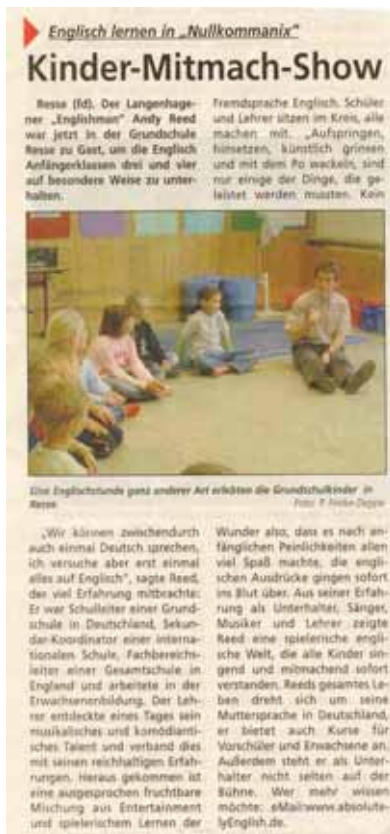 Englisch lernen in „Nullkommanix“
Kinder-Mitmach-Show
Resse (fd). Der Langenhage-
ner „Englishman“ Andy Reed
war jetzt in der Grundschule
Resse zu Gast, um die Englisch
Anfängerklassen drei und vier
auf besondere Weise zu unter-
halten.
„Wir können zwischendurch
auch einmal Deutsch sprechen,
ich versuche aber erst einmal
alles auf Englisch“, sagte Reed,
der viel Erfahrung mitbrachte:
Er war Schulleiter einer Grund-
schule in Deutschland, Sekun-
dar-Koordinator einer interna-
tionalen Schule, Fachbereichs-
leiter einer Gesamtschule in
England und arbeitete in der
Erwachsenenbildung. Der Leh-
rer entdeckte eines Tages sein
musikalisches und komödianti-
sches Talent und verband dies
mit seinen reichhaltigen Erfah-
rungen. Heraus gekommen ist
eine ausgesprochen fruchtbare
Mischung aus Entertainment
und spielerischem Lernen der
Fremdsprache Englisch. Schüler
und Lehrer sitzen im Kreis, alle
machen mit. „Aufspringen,
hinsetzen, künstlich grinsen
und mit dem Po wackeln, sind
nur einige der Dinge, die ge-
leistet werden mussten. Kein
Wunder also, dass es nach an-
fänglichen Peinlichkeiten allen
viel Spaß machte, die engli-
schen Ausdrücke gingen sofort
ins Blut über. Aus seiner Erfah-
rung als Unterhalter, Sänger,
Musiker und Lehrer zeigte
Reed eine spielerische engli-
sche Welt, die alle Kinder sin-
gend und mitmachend sofort
verstanden. Reeds gesamtes Le-
ben dreht sich um seine
Muttersprache in Deutschland,
er bietet auch Kurse für
Vorschüler und Erwachsene an.
Außerdem steht er als Unter-
halter nicht selten auf der
Bühne. Wer mehr wissen
möchte: eMail:www.absolute-
lyEnglish.de.
Eine Englischstunde ganz anderer Art erlebten die Grundschulkinder in
Resse.
Foto: F.